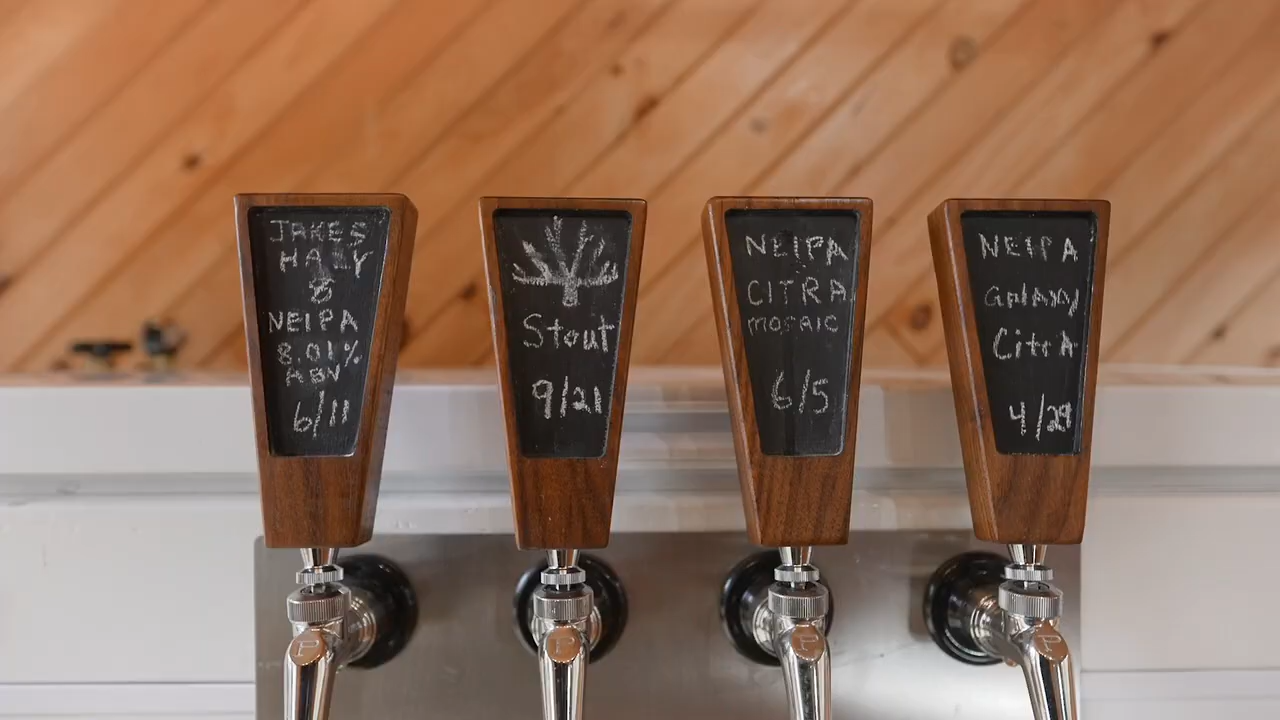 JAKES
HAZY
NEIPA
8.01%
ABV
6/11
Stout
9/21
NEIPA
CITRA
MOSAIC
6/5
NEIPA
GALAXY
CitrA
4/29